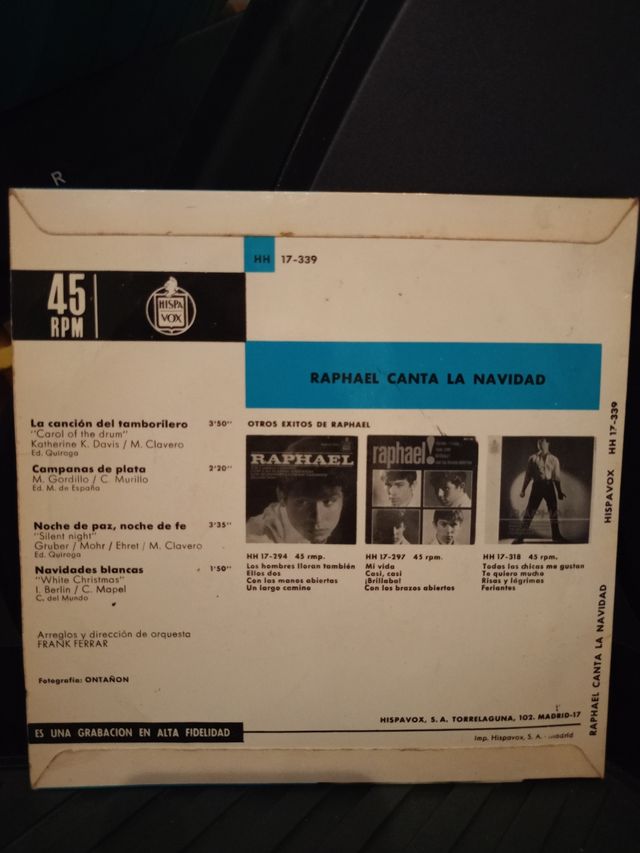 R
HH 17-339
45
RPM
HISPA
VOX
RAPHAEL CANTA LA NAVIDAD
La canción del tamborilero 3'50"
"Carol of the drum"
Katherine K. Davis / M. Clavero
Ed. Quiroga
Campanas de plata 2'20"
M. Gordillo / C. Murillo
Ed. M. de España
Noche de paz, noche de fe 3'35"
"Silent night"
Gruber / Mohr / Ehret / M. Clavero
Ed. Quiroga
Navidades blancas 1'50"
"White Christmas"
I. Berlin / C. Mapel
C. del Mundo
Arreglos y dirección de orquesta
FRANK FERRAR
Fotografía: ONTAÑON
ES UNA GRABACION EN ALTA FIDELIDAD
OTROS EXITOS DE RAPHAEL
RAPHAEL
HH 17-294 45 rmp.
Los hombres lloran también
Ellos dos
Con las manos abiertas
Un largo camino
raphael!
HH 17-297 45 rpm.
Mi vida
Casi, casi
¡Brillaba!
Con los brazos abiertos
HH 17-318 45 rpm.
Todas las chicas me gustan
Te quiero mucho
Risas y lágrimas
Feriantes
HISPAVOX, S. A. TORRELAGUNA, 102. MADRID-17
Imp. Hispavox, S. A. - Madrid
RAPHAEL CANTA LA NAVIDAD HISPAVOX HH 17-339